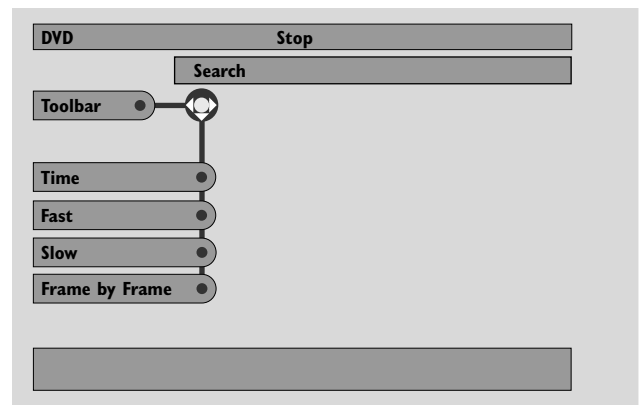 DVD Stop
Search
Toolbar
Time
Fast
Slow
Frame by Frame